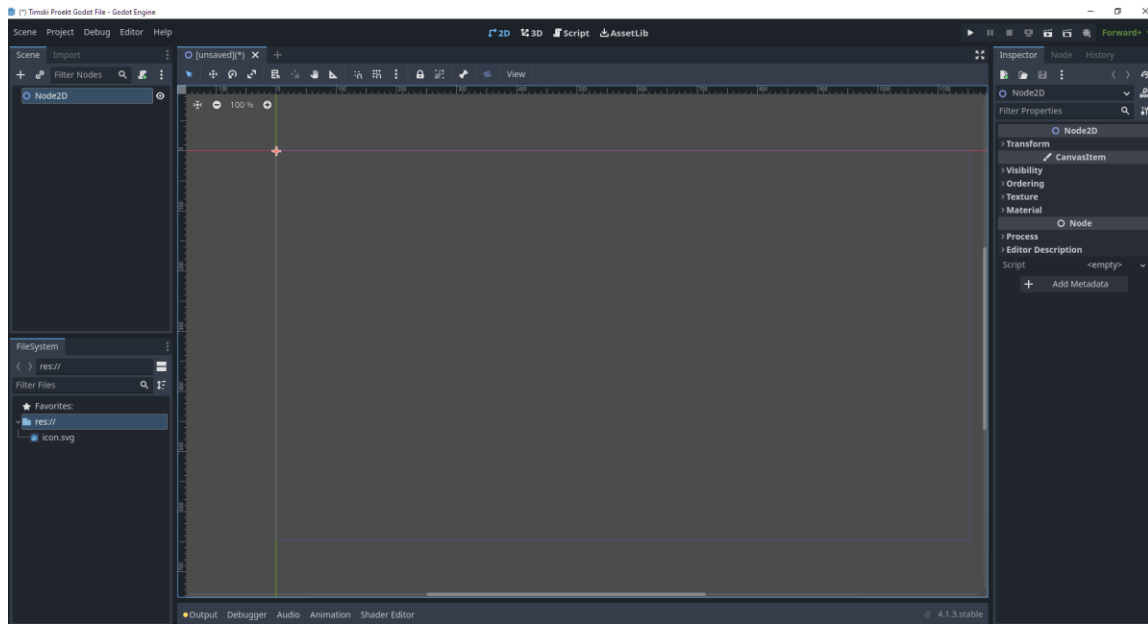 (*) Timski Proekt Godot File - Godot Engine
Scene Project Debug Editor Help
2D 3D Script AssetLib
Forward+
Scene Import
Filter Nodes
Node2D
[unsaved](*)
View
100 %
FileSystem
res://
Filter Files
Favorites:
res://
icon.svg
Output Debugger Audio Animation Shader Editor
4.1.3.stable
Inspector Node History
Node2D
Filter Properties
Node2D
Transform
CanvasItem
Visibility
Ordering
Texture
Material
Node
Process
Editor Description
Script <empty>
Add Metadata